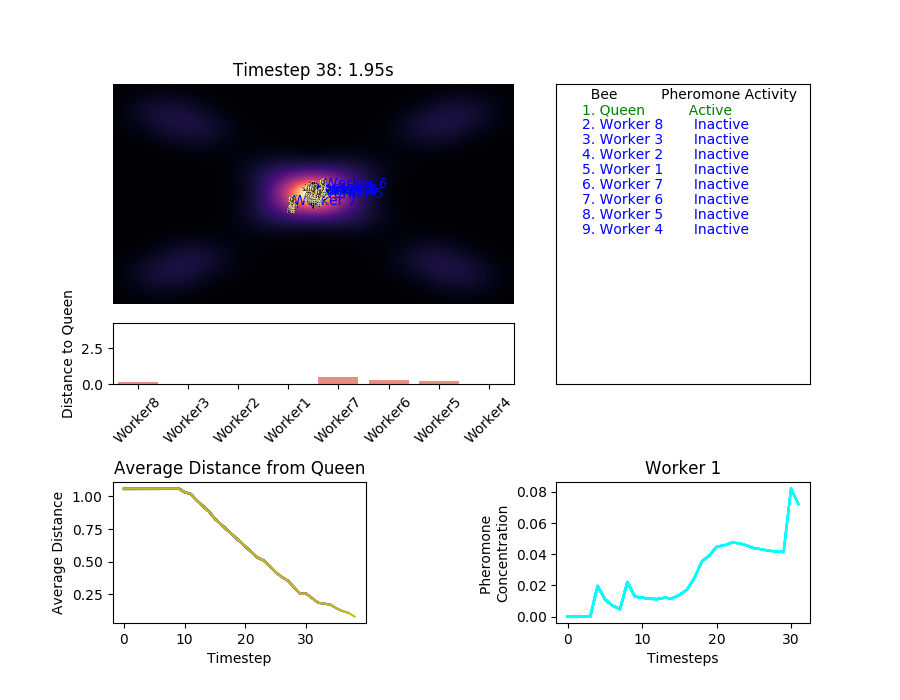 Timestep 38: 1.95s
Worker 6
Worker 7
Bee Pheromone Activity
1. Queen Active
2. Worker 8 Inactive
3. Worker 3 Inactive
4. Worker 2 Inactive
5. Worker 1 Inactive
6. Worker 7 Inactive
7. Worker 6 Inactive
8. Worker 5 Inactive
9. Worker 4 Inactive
Distance to Queen
2.5
0.0
Worker8 Worker3 Worker2 Worker1 Worker7 Worker6 Worker5 Worker4
Average Distance from Queen
Average Distance
1.00
0.75
0.50
0.25
0 10 20 30
Timestep
Worker 1
Pheromone
Concentration
0.08
0.06
0.04
0.02
0.00
0 10 20 30
Timesteps